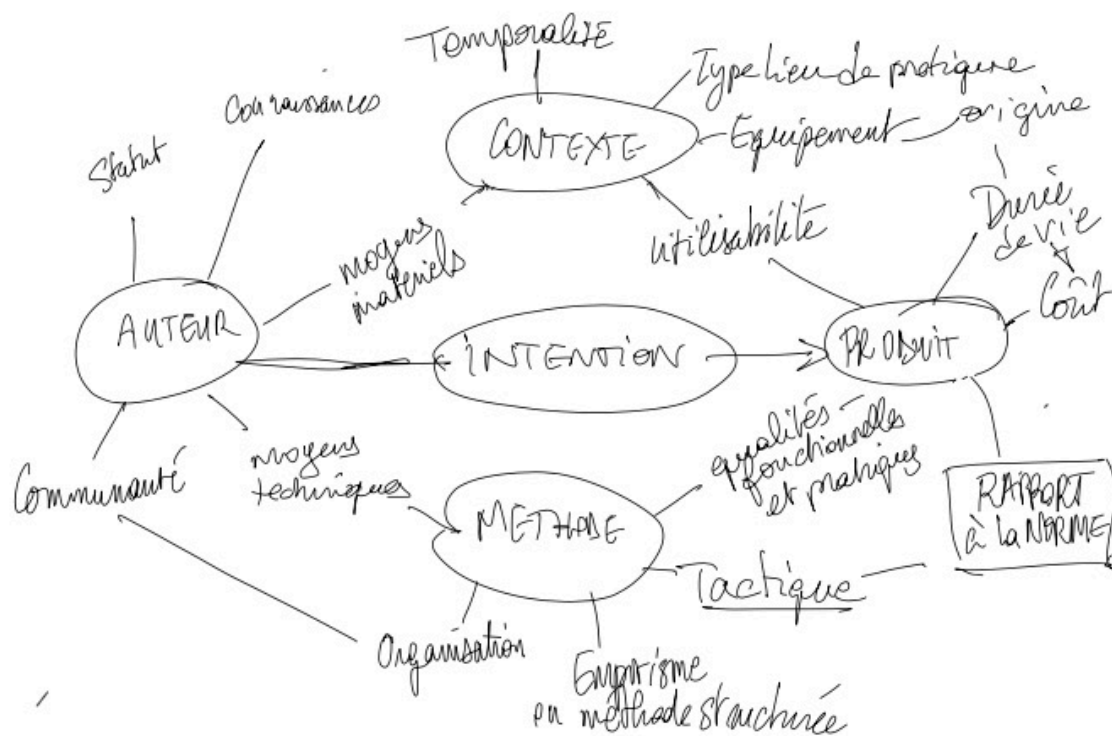 Temporalité
Connaissances
Statut
CONTEXTE
Type lieu de pratique
Equipement
origine
Durée
de vie
Coût
utilisabilité
moyens
matériels
AUTEUR
INTENTION
PRODUIT
Communauté
moyens
techniques
METHODE
qualités
fonctionnelles
et pratiques
RAPPORT
à la NORME
Tactique
Organisation
Empirisme
ou méthode structurée